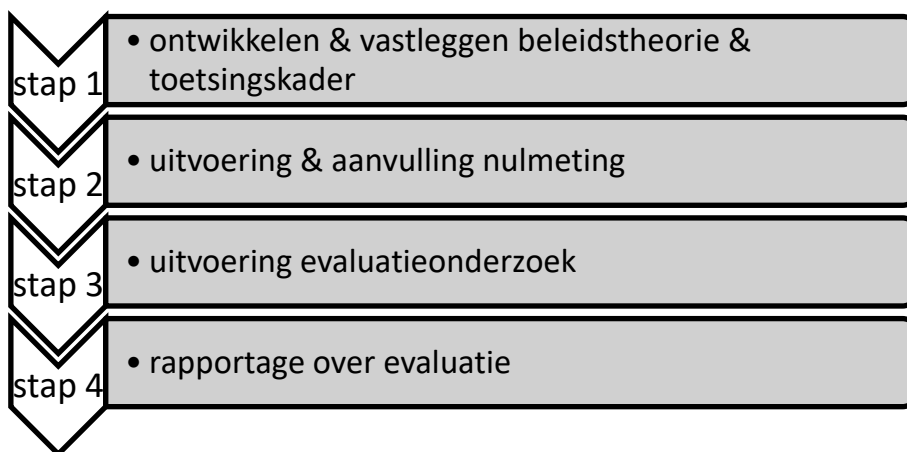 stap 1
• ontwikkelen & vastleggen beleidstheorie &
toetsingskader
stap 2
• uitvoering & aanvulling nulmeting
stap 3
• uitvoering evaluatieonderzoek
stap 4
• rapportage over evaluatie